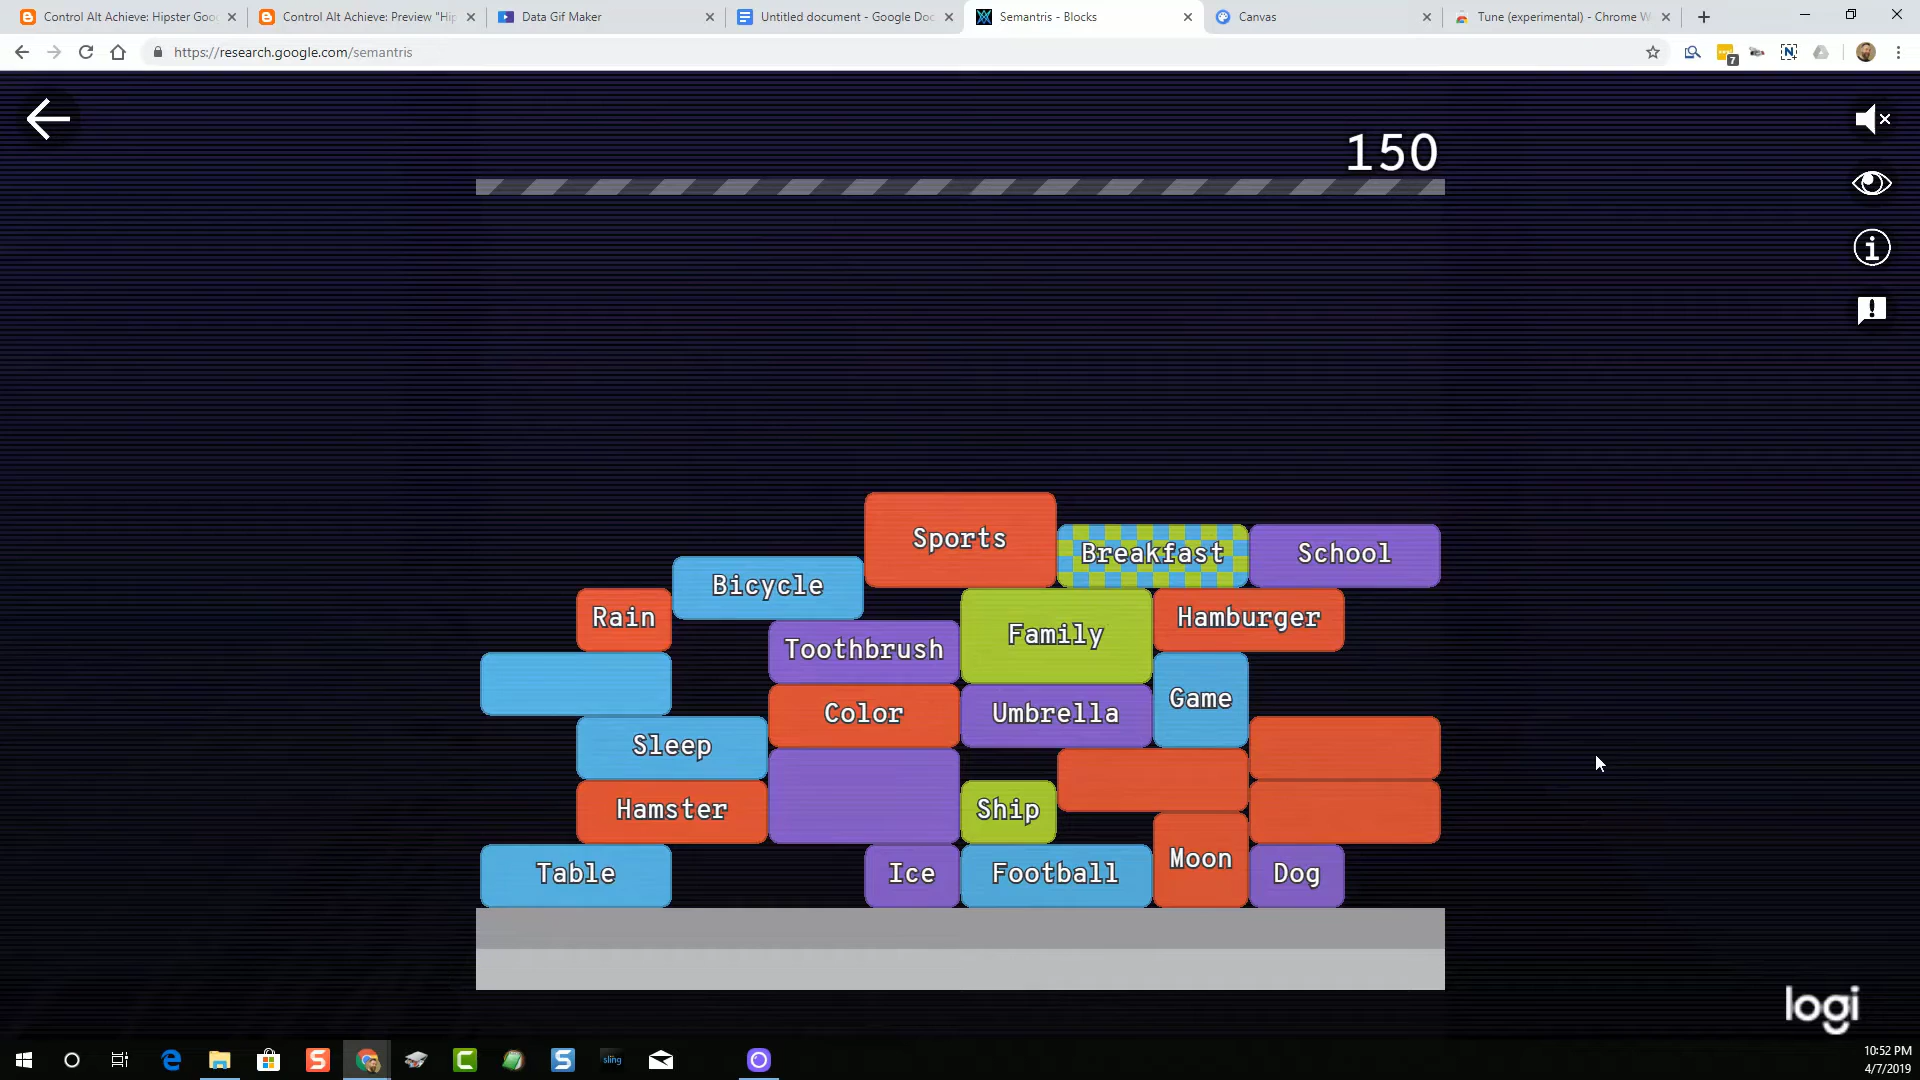 Control Alt Achieve: Hipster Goo
Control Alt Achieve: Preview "Hip
Data Gif Maker
Untitled document - Google Doc
Semantris - Blocks
Canvas
Tune (experimental) - Chrome W
https://research.google.com/semantris
7
N
150
Sports
Breakfast
School
Bicycle
Rain
Hamburger
Family
Toothbrush
Game
Color
Umbrella
Sleep
Hamster
Ship
Moon
Table
Ice
Football
Dog
logi
sling
10:52 PM
4/7/2019